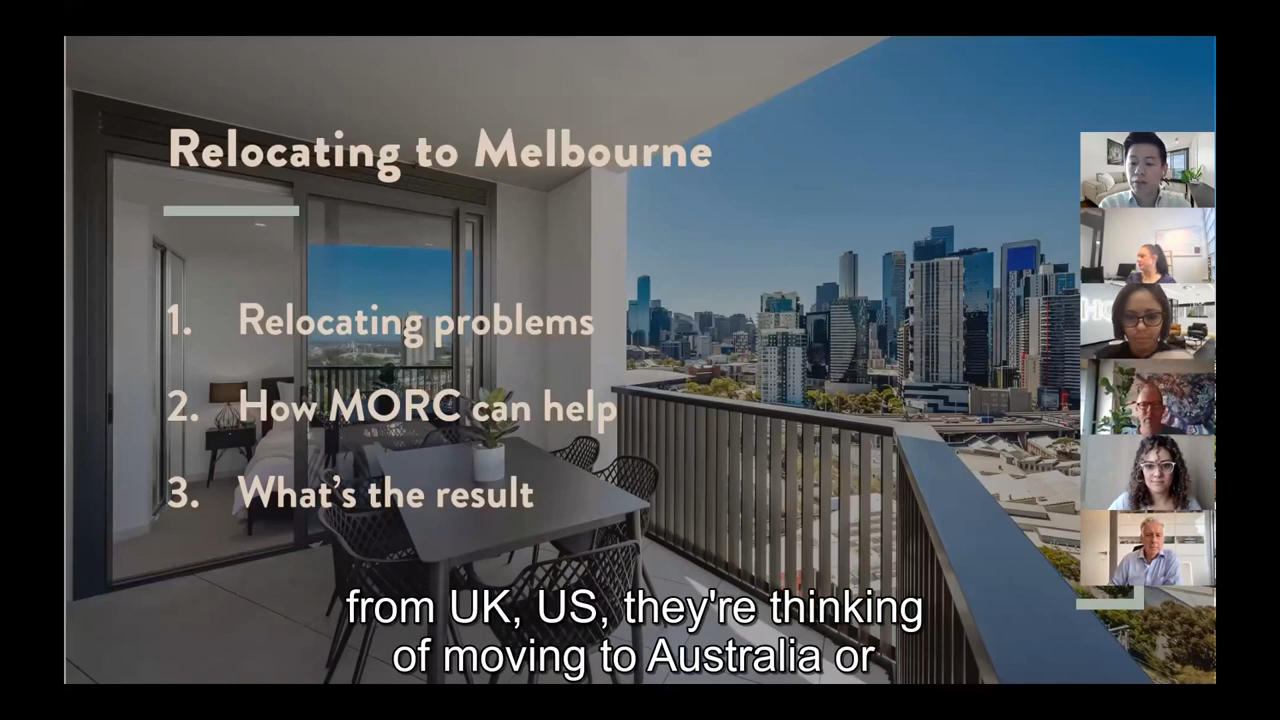 Relocating to Melbourne
1. Relocating problems
2. How MORC can help
3. What's the result
from UK, US, they're thinking
of moving to Australia or